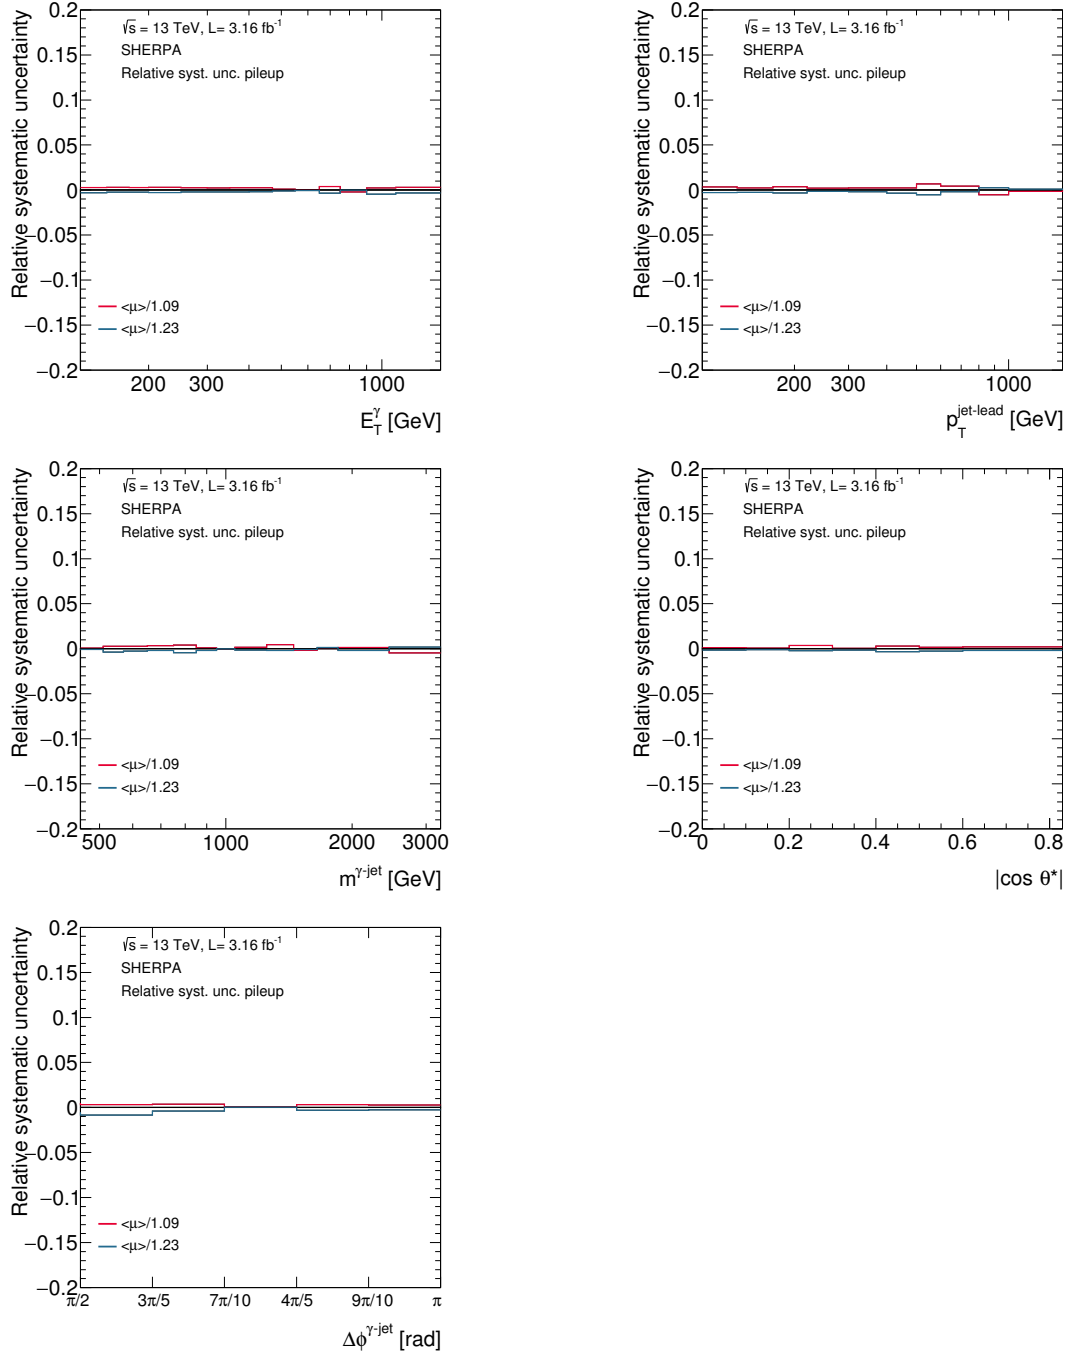 Relative systematic uncertainty
√s = 13 TeV, L= 3.16 fb⁻¹
SHERPA
Relative syst. unc. pileup
0.2
0.15
0.1
0.05
0
−0.05
−0.1
−0.15
−0.2
<μ>/1.09
<μ>/1.23
200 300 1000
E_T^γ [GeV]
Relative systematic uncertainty
√s = 13 TeV, L= 3.16 fb⁻¹
SHERPA
Relative syst. unc. pileup
0.2
0.15
0.1
0.05
0
−0.05
−0.1
−0.15
−0.2
<μ>/1.09
<μ>/1.23
200 300 1000
p_T^jet-lead [GeV]
Relative systematic uncertainty
√s = 13 TeV, L= 3.16 fb⁻¹
SHERPA
Relative syst. unc. pileup
0.2
0.15
0.1
0.05
0
−0.05
−0.1
−0.15
−0.2
<μ>/1.09
<μ>/1.23
500 1000 2000 3000
m^γ-jet [GeV]
Relative systematic uncertainty
√s = 13 TeV, L= 3.16 fb⁻¹
SHERPA
Relative syst. unc. pileup
0.2
0.15
0.1
0.05
0
−0.05
−0.1
−0.15
−0.2
<μ>/1.09
<μ>/1.23
0 0.2 0.4 0.6 0.8
|cos θ*|
Relative systematic uncertainty
√s = 13 TeV, L= 3.16 fb⁻¹
SHERPA
Relative syst. unc. pileup
0.2
0.15
0.1
0.05
0
−0.05
−0.1
−0.15
−0.2
<μ>/1.09
<μ>/1.23
π/2 3π/5 7π/10 4π/5 9π/10 π
Δϕ^γ-jet [rad]